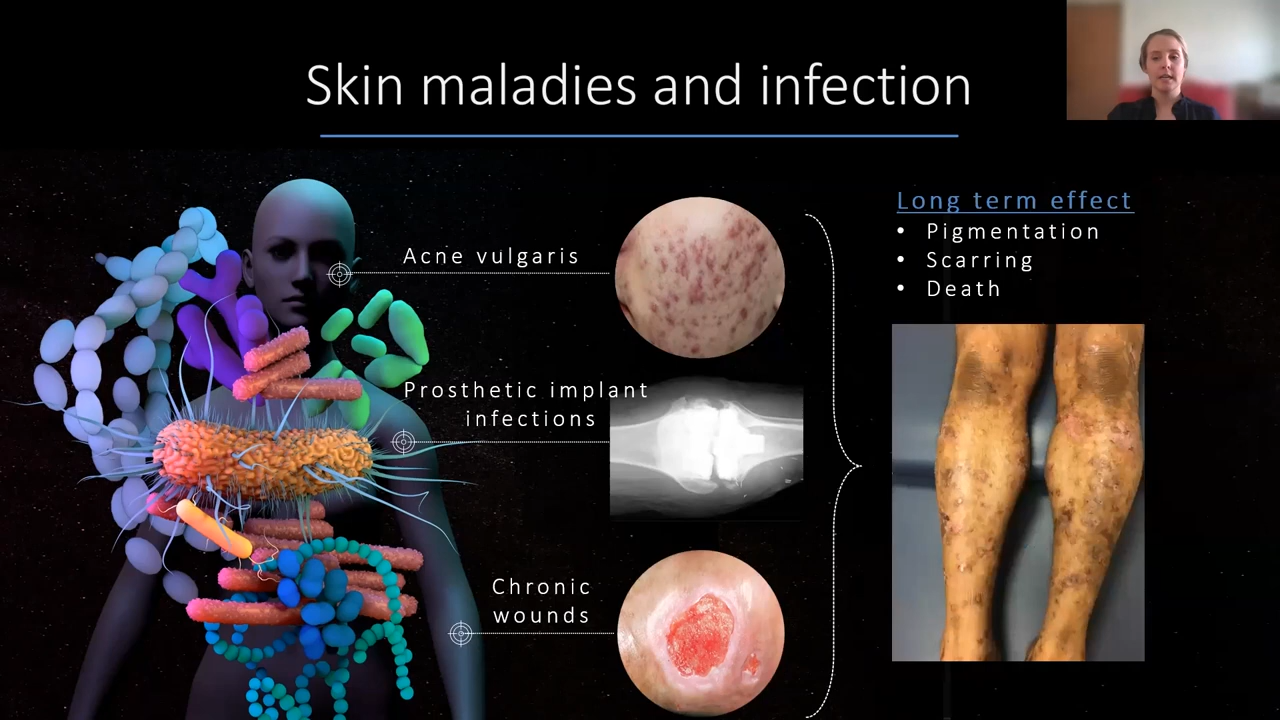 Skin maladies and infection
Acne vulgaris
Prosthetic implant
infections
Chronic
wounds
Long term effect
• Pigmentation
• Scarring
• Death